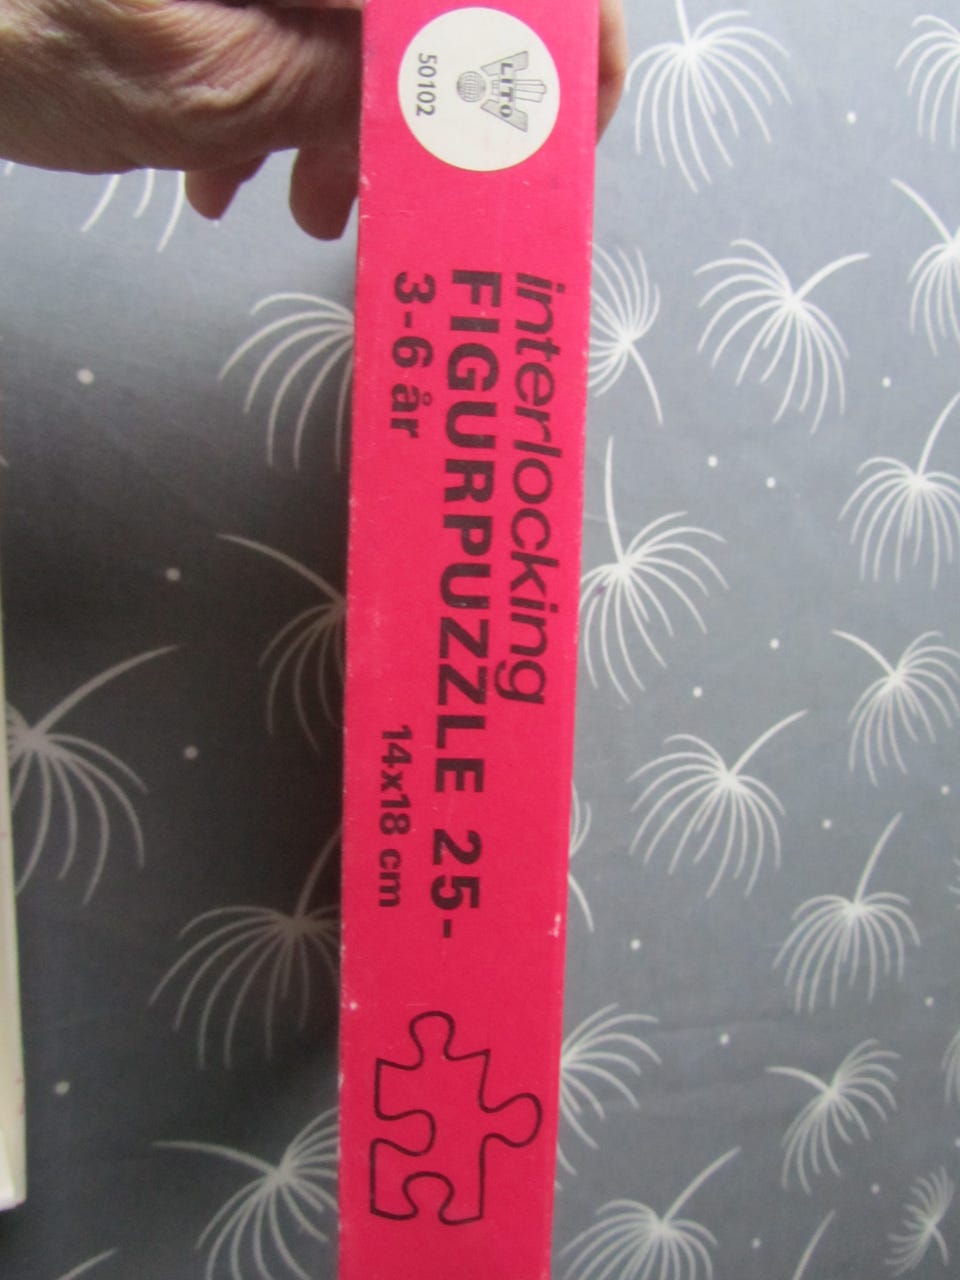 LITO
50102
interlocking
FIGURPUZZLE 25-
3-6 år
14x18 cm